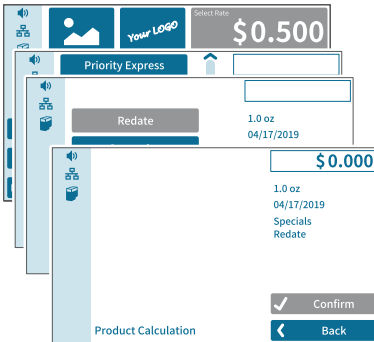 Your LOGO
Select Rate
$0.500
Priority Express
Redate
1.0 oz
04/17/2019
$0.000
1.0 oz
04/17/2019
Specials
Redate
Confirm
Product Calculation
Back